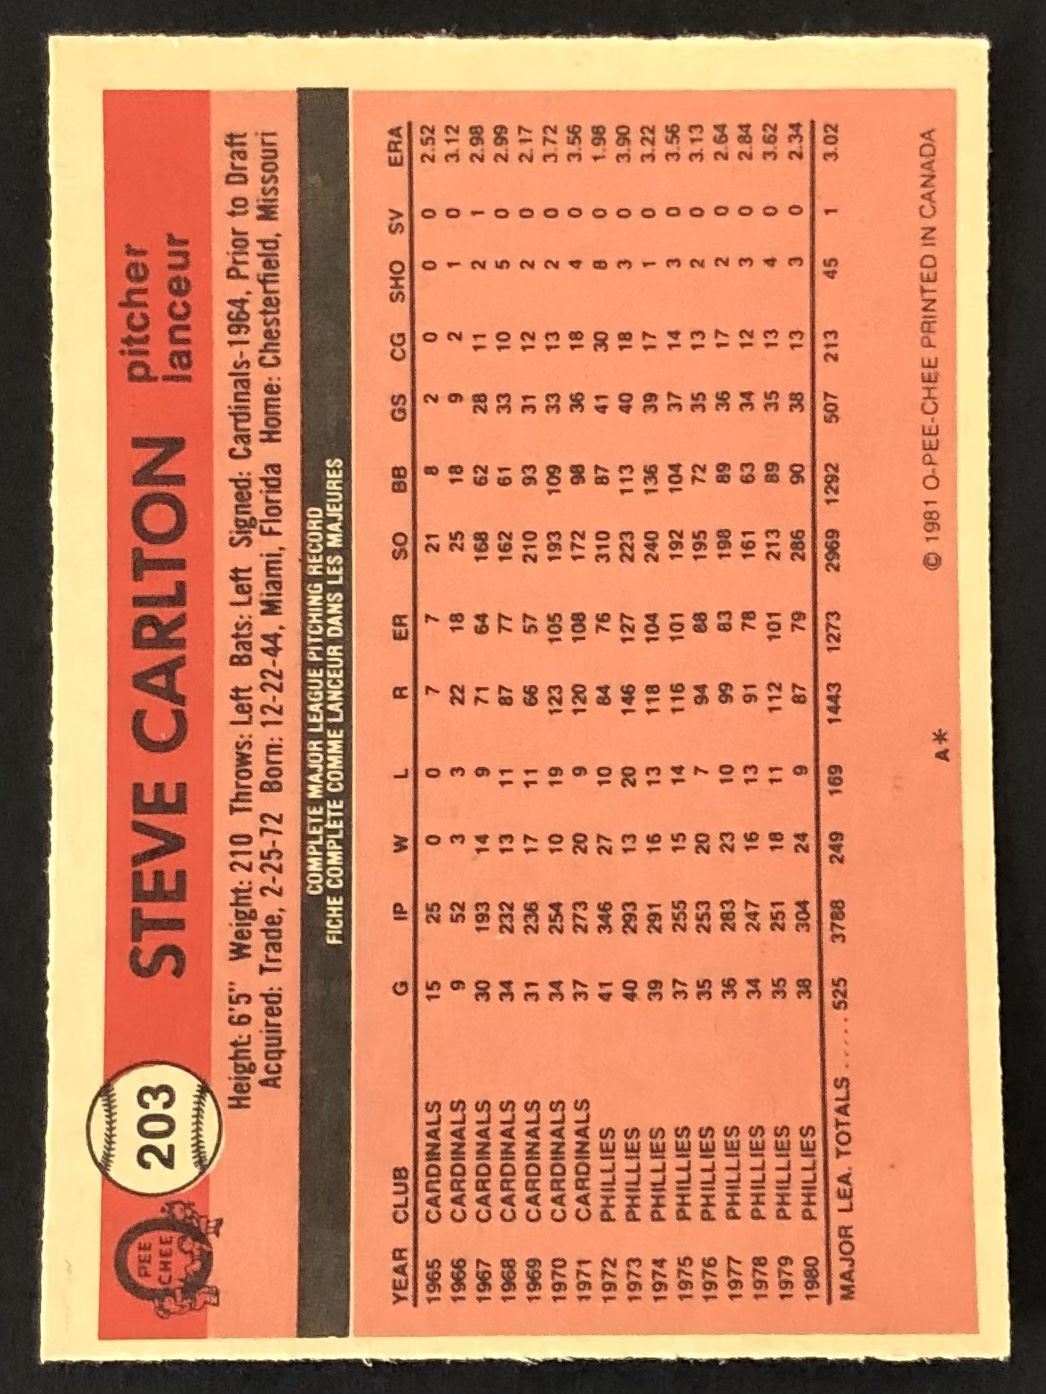 PEE
CHEE
203
STEVE CARLTON
pitcher
lanceur
Height: 6'5" Weight: 210 Throws: Left Bats: Left Signed: Cardinals-1964, Prior to Draft
Acquired: Trade, 2-25-72 Born: 12-22-44, Miami, Florida Home: Chesterfield, Missouri
COMPLETE MAJOR LEAGUE PITCHING RECORD
FICHE COMPLETE COMME LANCEUR DANS LES MAJEURES
YEAR CLUB G IP W L R ER SO BB GS CG SHO SV ERA
1965 CARDINALS 15 25 0 0 7 7 21 8 2 0 0 0 2.52
1966 CARDINALS 9 52 3 3 22 18 25 18 9 2 1 0 3.12
1967 CARDINALS 30 193 14 9 71 64 168 62 28 11 2 1 2.98
1968 CARDINALS 34 232 13 11 87 77 162 61 33 10 5 0 2.99
1969 CARDINALS 31 236 17 11 66 57 210 93 31 12 2 0 2.17
1970 CARDINALS 34 254 10 19 123 105 193 109 33 13 2 0 3.72
1971 CARDINALS 37 273 20 9 120 108 172 98 36 18 4 0 3.56
1972 PHILLIES 41 346 27 10 84 76 310 87 41 30 8 0 1.98
1973 PHILLIES 40 293 13 20 146 127 223 113 40 18 3 0 3.90
1974 PHILLIES 39 291 16 13 118 104 240 136 39 17 1 0 3.22
1975 PHILLIES 37 255 15 14 116 101 192 104 37 14 3 0 3.56
1976 PHILLIES 35 253 20 7 94 88 195 72 35 13 2 0 3.13
1977 PHILLIES 36 283 23 10 99 83 198 89 36 17 2 0 2.64
1978 PHILLIES 34 247 16 13 91 78 161 63 34 12 3 0 2.84
1979 PHILLIES 35 251 18 11 112 101 213 89 35 13 4 0 3.62
1980 PHILLIES 38 304 24 9 87 79 286 90 38 13 3 0 2.34
MAJOR LEA. TOTALS ..... 525 3788 249 169 1443 1273 2969 1292 507 213 45 1 3.02
A* © 1981 O-PEE-CHEE PRINTED IN CANADA